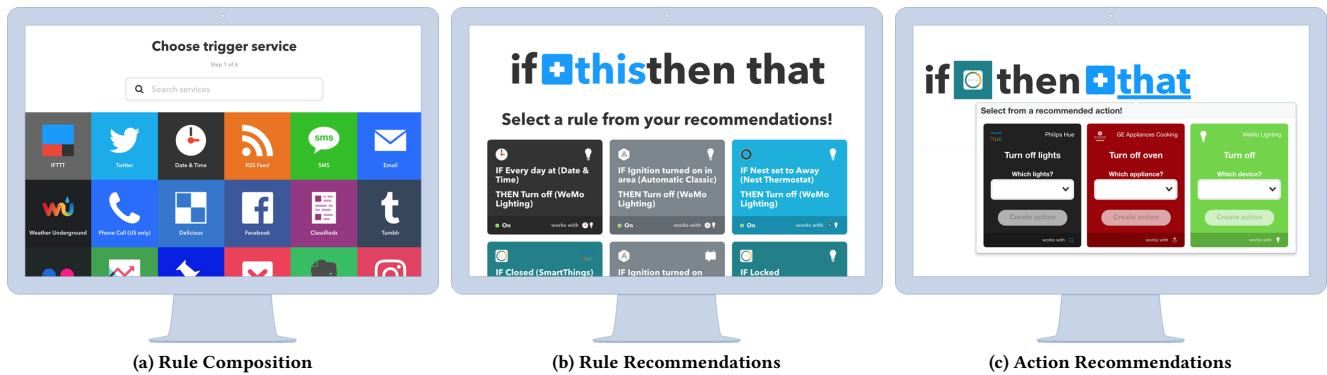 Choose trigger service
Step 1 of 6
Search services
IFTTT
Twitter
Date & Time
RSS Feed
sms
SMS
Email
Weather Underground
Phone Call (US only)
Delicious
Facebook
Classifieds
Tumblr
(a) Rule Composition
if this then that
Select a rule from your recommendations!
IF Every day at (Date &
Time)
THEN Turn off (WeMo
Lighting)
On works with
IF Ignition turned on in
area (Automatic Classic)
THEN Turn off (WeMo
Lighting)
On works with
IF Nest set to Away
(Nest Thermostat)
THEN Turn off (WeMo
Lighting)
On works with
IF Closed (SmartThings)
IF Ignition turned on
IF Locked
(b) Rule Recommendations
if then that
Select from a recommended action!
hue Philips Hue
Turn off lights
Which lights?
Create action
works with
GE Appliances Cooking
Turn off oven
Which appliance?
Create action
works with
WeMo Lighting
Turn off
Which device?
Create action
works with
(c) Action Recommendations